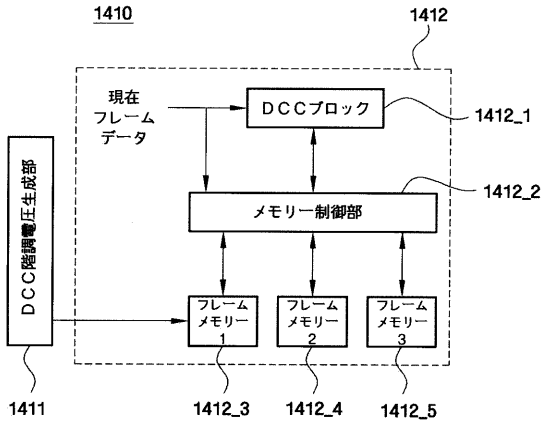 1410
1412
現在
フレーム
データ
DCCブロック
1412_1
1412_2
メモリー制御部
DCC階調電圧生成部
フレーム
メモリー
1
フレーム
メモリー
2
フレーム
メモリー
3
1411
1412_3
1412_4
1412_5